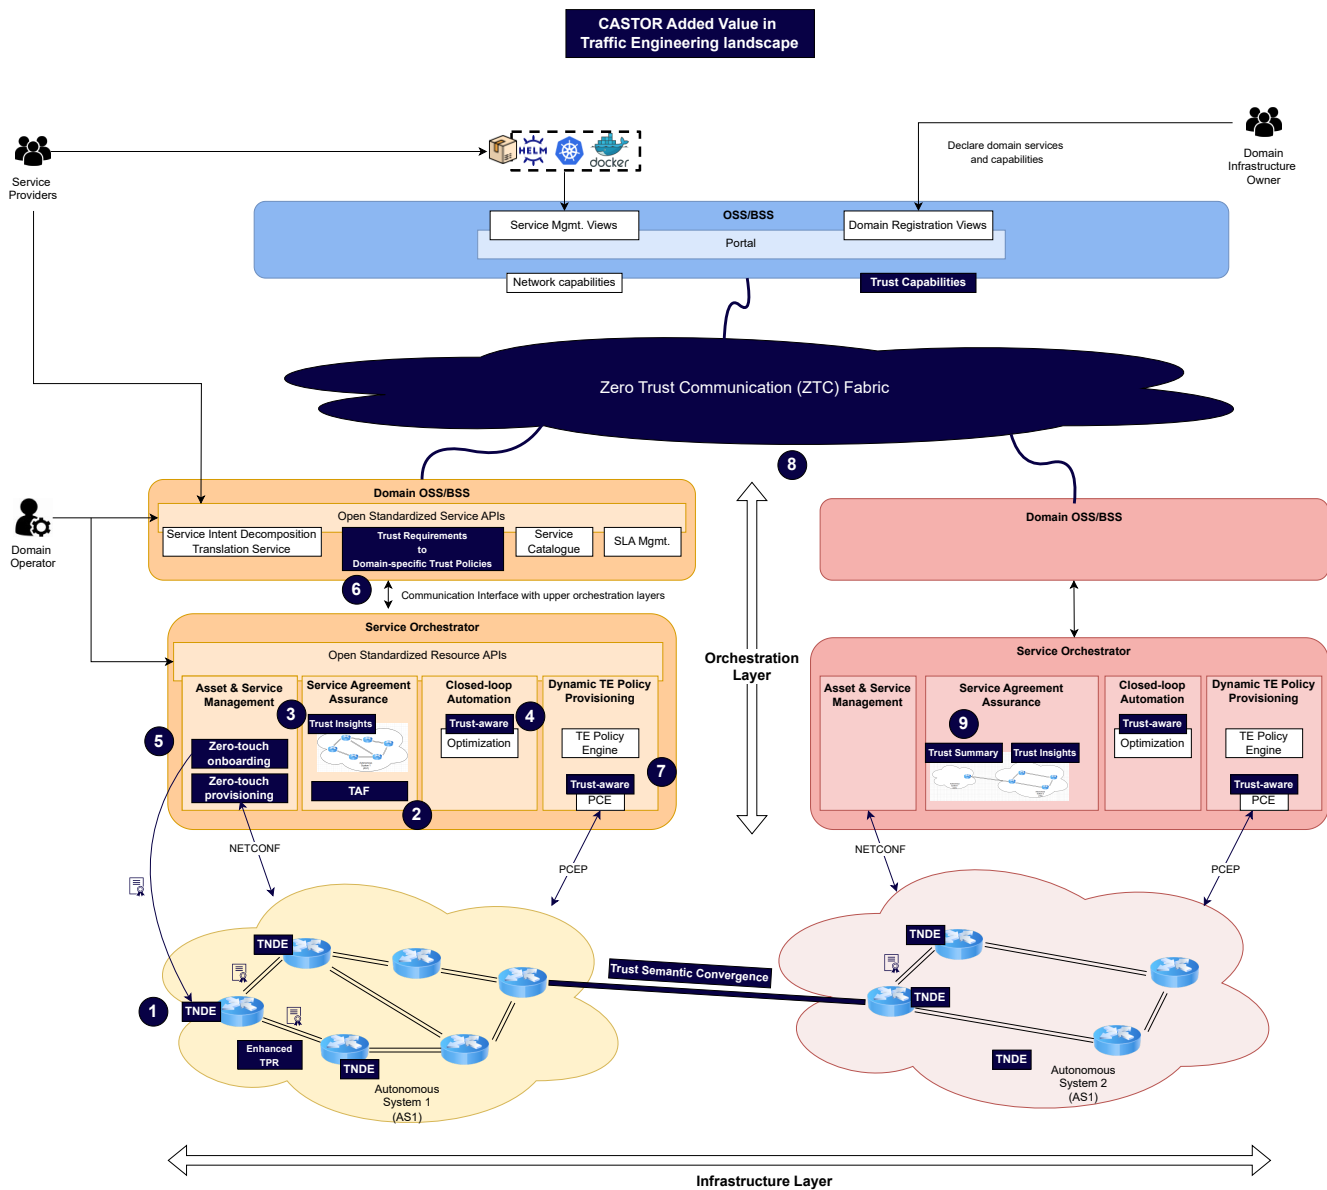 CASTOR Added Value in
Traffic Engineering landscape
Service
Providers
HELM
docker
Declare domain services
and capabilities
Domain
Infrastructure
Owner
OSS/BSS
Service Mgmt. Views
Domain Registration Views
Portal
Network capabilities
Trust Capabilities
Zero Trust Communication (ZTC) Fabric
8
Domain OSS/BSS
Open Standardized Service APIs
Service Intent Decomposition
Translation Service
Trust Requirements
to
Domain-specific Trust Policies
Service
Catalogue
SLA Mgmt.
Domain
Operator
6
Communication Interface with upper orchestration layers
Domain OSS/BSS
Service Orchestrator
Open Standardized Resource APIs
Asset & Service
Management
Service Agreement
Assurance
Closed-loop
Automation
Dynamic TE Policy
Provisioning
3
Trust Insights
Trust-aware
4
Optimization
TE Policy
Engine
5
Zero-touch
onboarding
Zero-touch
provisioning
TAF
2
7
Trust-aware
PCE
Orchestration
Layer
Service Orchestrator
Asset & Service
Management
Service Agreement
Assurance
9
Closed-loop
Automation
Dynamic TE Policy
Provisioning
Trust Summary
Trust Insights
Trust-aware
Optimization
TE Policy
Engine
Trust-aware
PCE
NETCONF
PCEP
NETCONF
PCEP
TNDE
1
TNDE
Enhanced
TPR
TNDE
Autonomous
System 1
(AS1)
Trust Semantic Convergence
TNDE
TNDE
TNDE
Autonomous
System 2
(AS1)
Infrastructure Layer